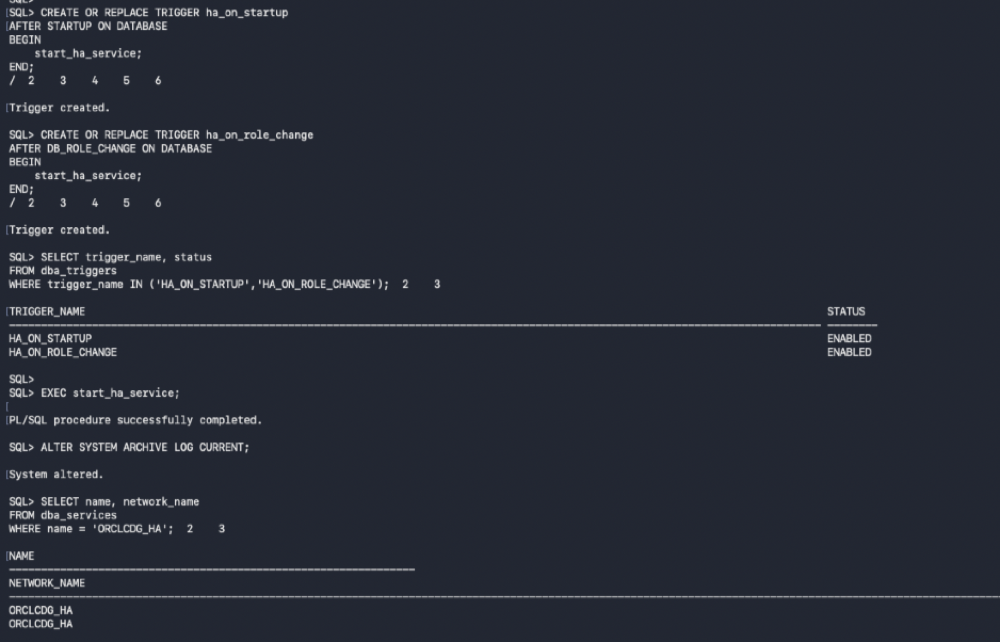 SQL>
[SQL> CREATE OR REPLACE TRIGGER ha_on_startup
[AFTER STARTUP ON DATABASE
BEGIN
    start_ha_service;
END;
/  2    3    4    5    6
[Trigger created.
SQL> CREATE OR REPLACE TRIGGER ha_on_role_change
AFTER DB_ROLE_CHANGE ON DATABASE
BEGIN
    start_ha_service;
END;
/  2    3    4    5    6
[Trigger created.
SQL> SELECT trigger_name, status
FROM dba_triggers
WHERE trigger_name IN ('HA_ON_STARTUP','HA_ON_ROLE_CHANGE');  2    3
[TRIGGER_NAME STATUS
HA_ON_STARTUP ENABLED
HA_ON_ROLE_CHANGE ENABLED
SQL>
SQL> EXEC start_ha_service;
[
[PL/SQL procedure successfully completed.
SQL> ALTER SYSTEM ARCHIVE LOG CURRENT;
[System altered.
SQL> SELECT name, network_name
FROM dba_services
WHERE name = 'ORCLCDG_HA';  2    3
[NAME
NETWORK_NAME
ORCLCDG_HA
ORCLCDG_HA